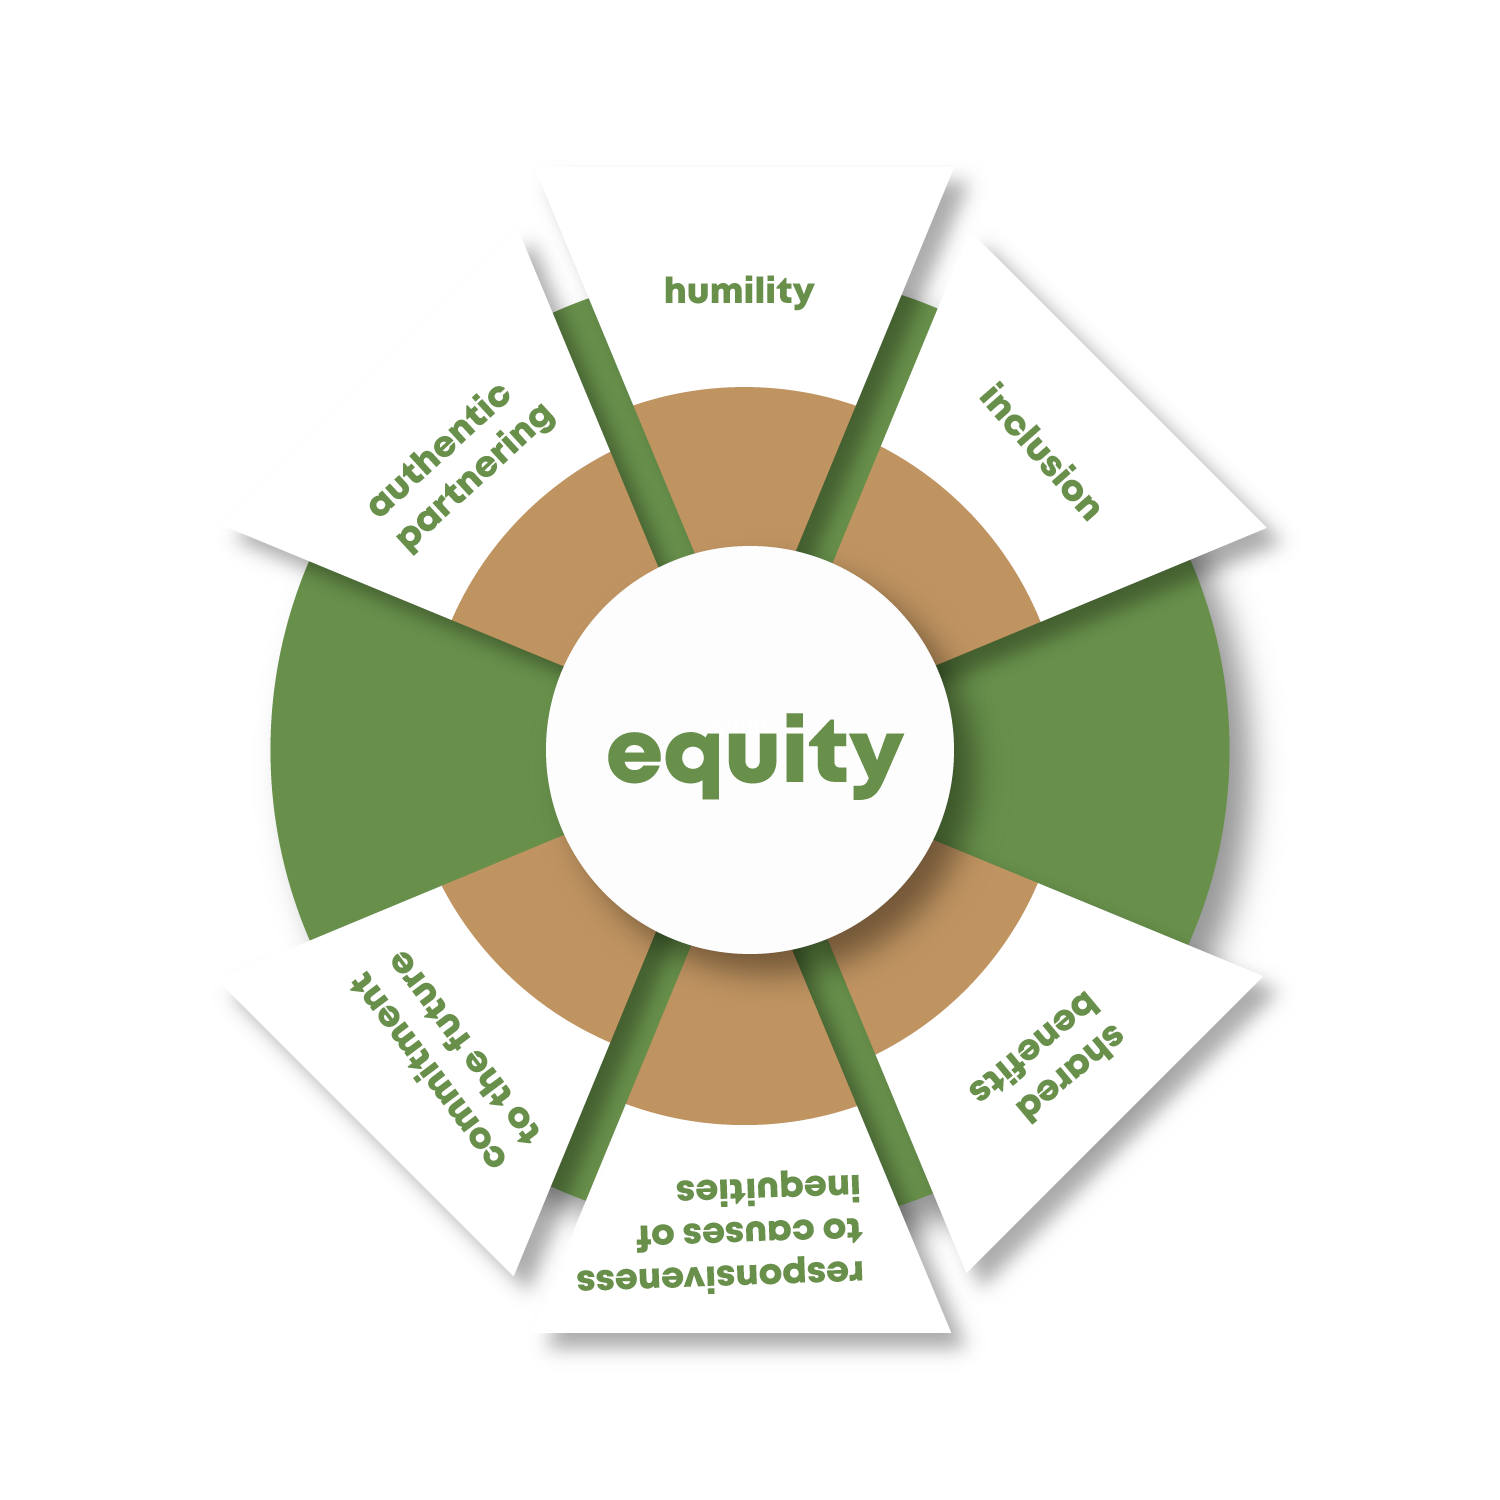 humility
inclusion
shared
benefits
responsiveness
to causes of
inequities
commitment
to the future
authentic
partnering
equity